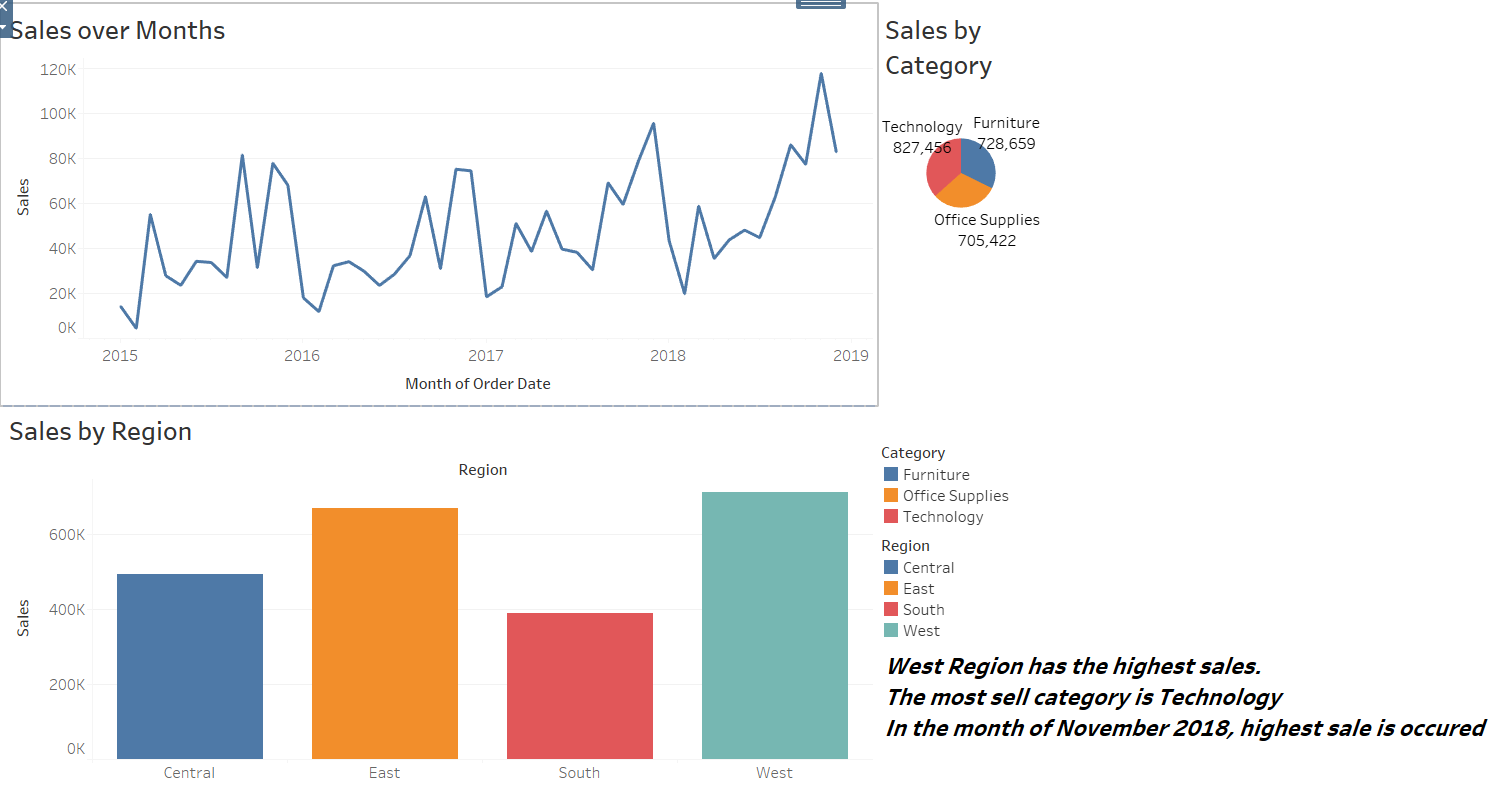 Sales over Months
120K
100K
80K
60K
40K
20K
0K
Sales
2015 2016 2017 2018 2019
Month of Order Date
Sales by
Category
Technology
827,456
Furniture
728,659
Office Supplies
705,422
Sales by Region
Region
600K
400K
200K
0K
Sales
Central East South West
Category
Furniture
Office Supplies
Technology
Region
Central
East
South
West
West Region has the highest sales.
The most sell category is Technology
In the month of November 2018, highest sale is occured